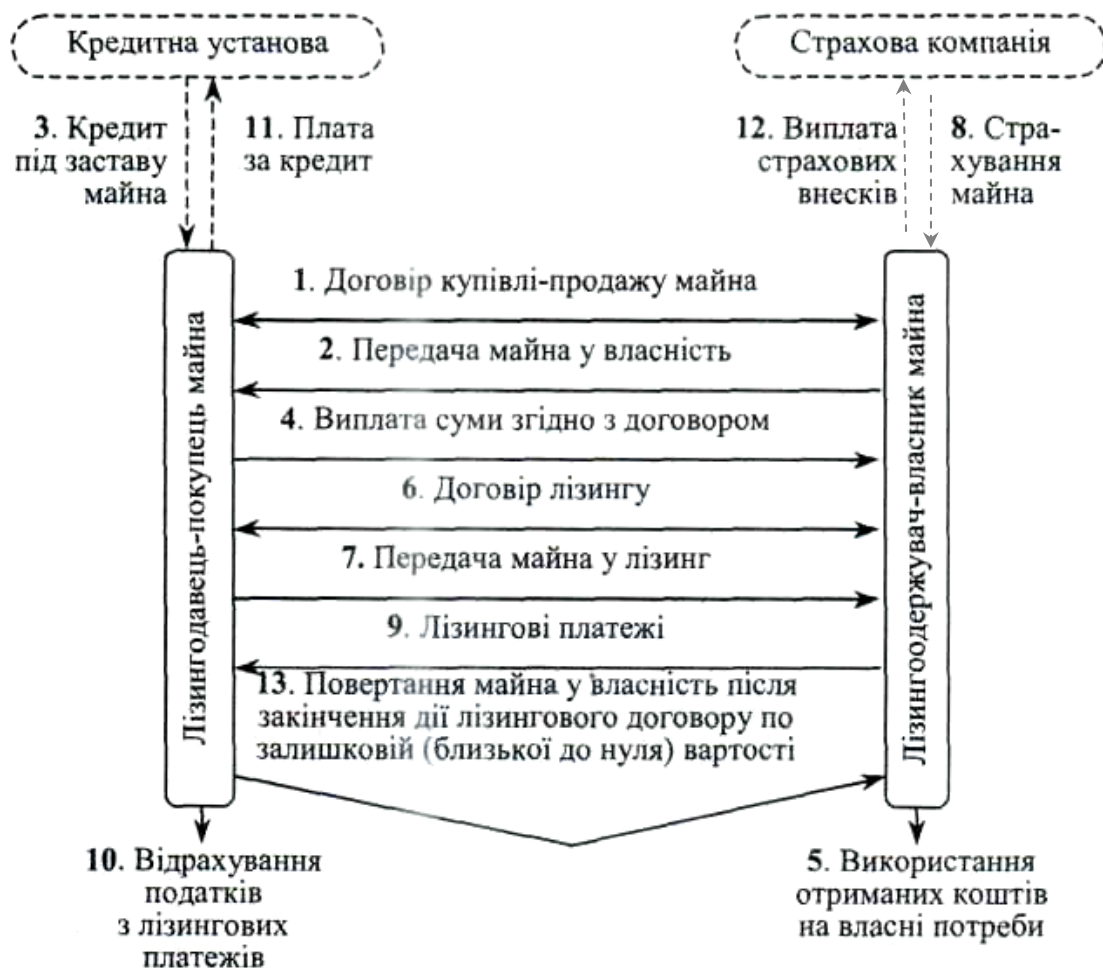 Кредитна установа
Страхова компанія
3. Кредит
під заставу
майна
11. Плата
за кредит
12. Виплата
страхових
внесків
8. Стра-
хування
майна
Лізингодавець-покупець майна
1. Договір купівлі-продажу майна
2. Передача майна у власність
4. Виплата суми згідно з договором
6. Договір лізингу
7. Передача майна у лізинг
9. Лізингові платежі
13. Повертання майна у власність після
закінчення дії лізингового договору по
залишковій (близької до нуля) вартості
Лізингоодержувач-власник майна
10. Відрахування
податків
з лізингових
платежів
5. Використання
отриманих коштів
на власні потреби